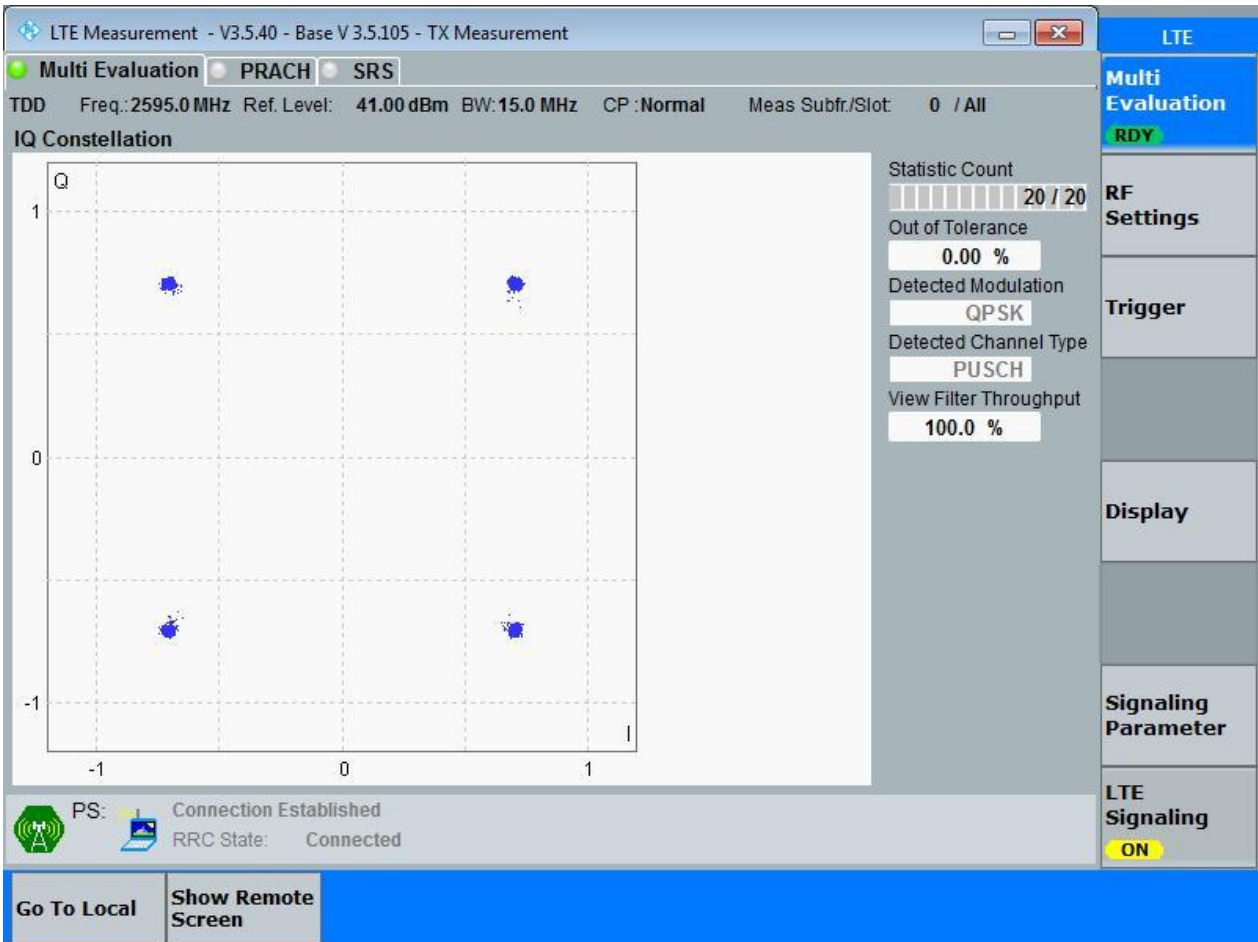 LTE Measurement - V3.5.40 - Base V 3.5.105 - TX Measurement
LTE
Multi Evaluation PRACH SRS
TDD Freq.: 2595.0 MHz Ref. Level: 41.00 dBm BW: 15.0 MHz CP : Normal Meas Subfr./Slot: 0 / All
IQ Constellation
Q
1
0
-1
I
-1 0 1
Statistic Count
20 / 20
Out of Tolerance
0.00 %
Detected Modulation
QPSK
Detected Channel Type
PUSCH
View Filter Throughput
100.0 %
Multi
Evaluation
RDY
RF
Settings
Trigger
Display
Signaling
Parameter
LTE
Signaling
ON
PS: Connection Established
RRC State: Connected
Go To Local
Show Remote
Screen